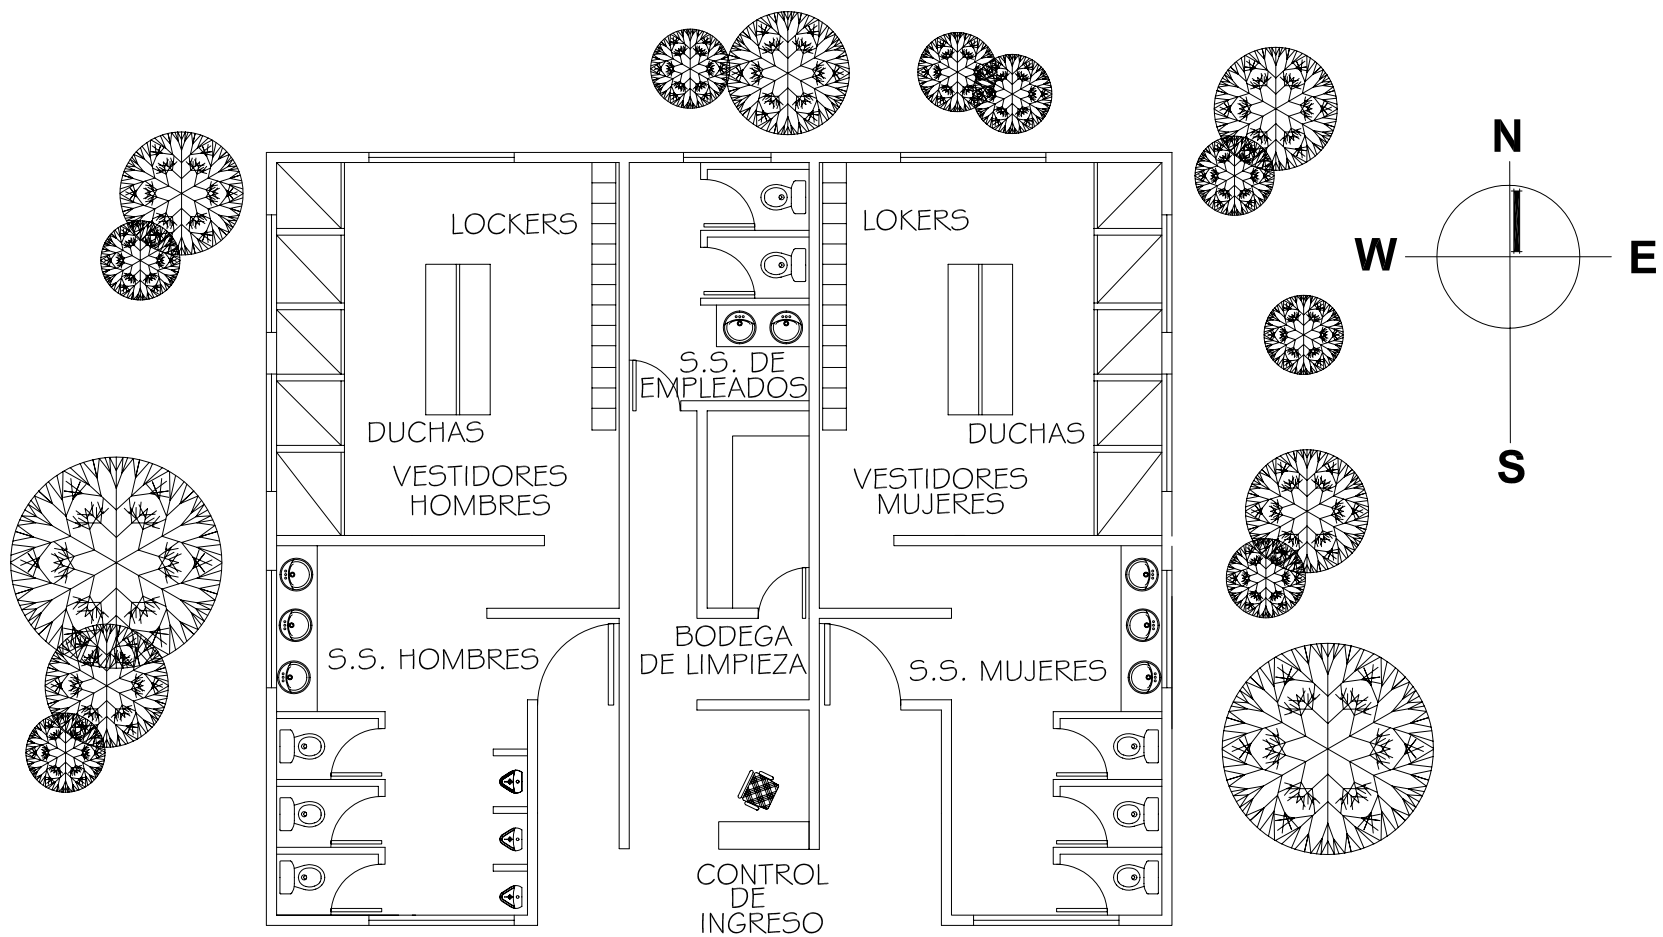 N
W
E
S
LOCKERS
LOKERS
S.S. DE
EMPLEADOS
DUCHAS
DUCHAS
VESTIDORES
HOMBRES
VESTIDORES
MUJERES
BODEGA
DE LIMPIEZA
S.S. HOMBRES
S.S. MUJERES
CONTROL
DE
INGRESO